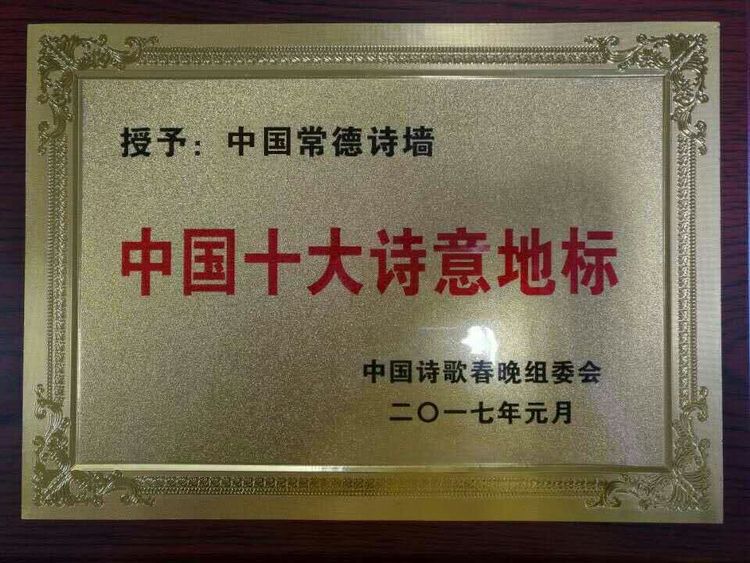 授予：中国常德诗墙
中国十大诗意地标
中国诗歌春晚组委会
二〇一七年元月